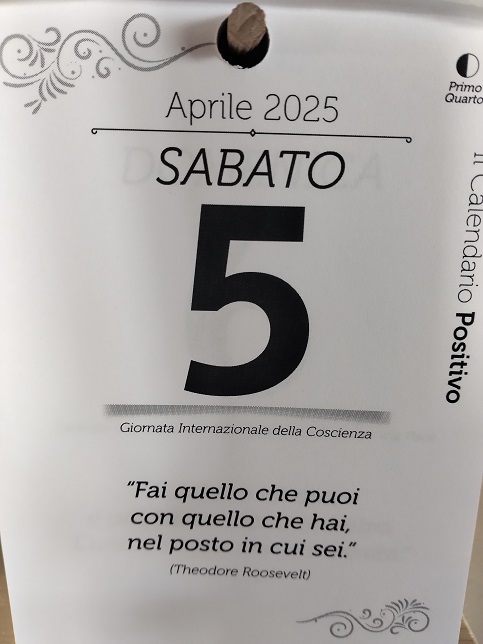 Primo
Quarto
Aprile 2025
SABATO
5
Giornata Internazionale della Coscienza
“Fai quello che puoi
con quello che hai,
nel posto in cui sei.”
(Theodore Roosevelt)
Il Calendario Positivo